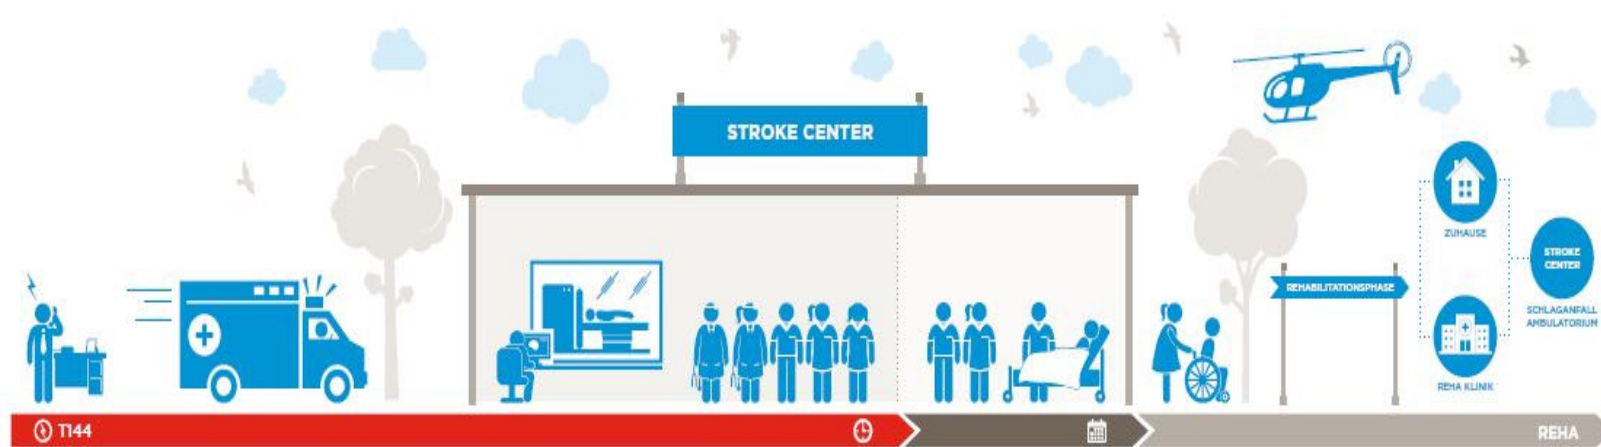 STROKE CENTER
ZUHAUSE
REHABILITATIONSPHASE
STROKE
CENTER
SCHLAGANFALL
AMBULATORIUM
REHA KLINIK
T144
REHA